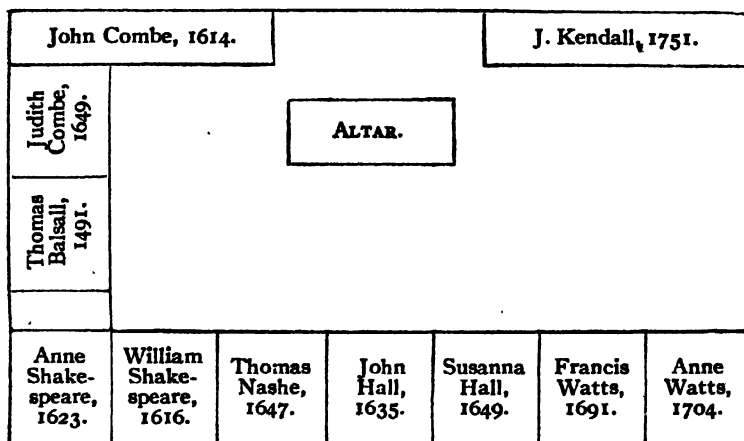 John Combe, 1614.
J. Kendall, 1751.
Judith
Combe,
1649.
ALTAR.
Thomas
Balsall,
1491.
Anne
Shake-
speare,
1623.
William
Shake-
speare,
1616.
Thomas
Nashe,
1647.
John
Hall,
1635.
Susanna
Hall,
1649.
Francis
Watts,
1691.
Anne
Watts,
1704.